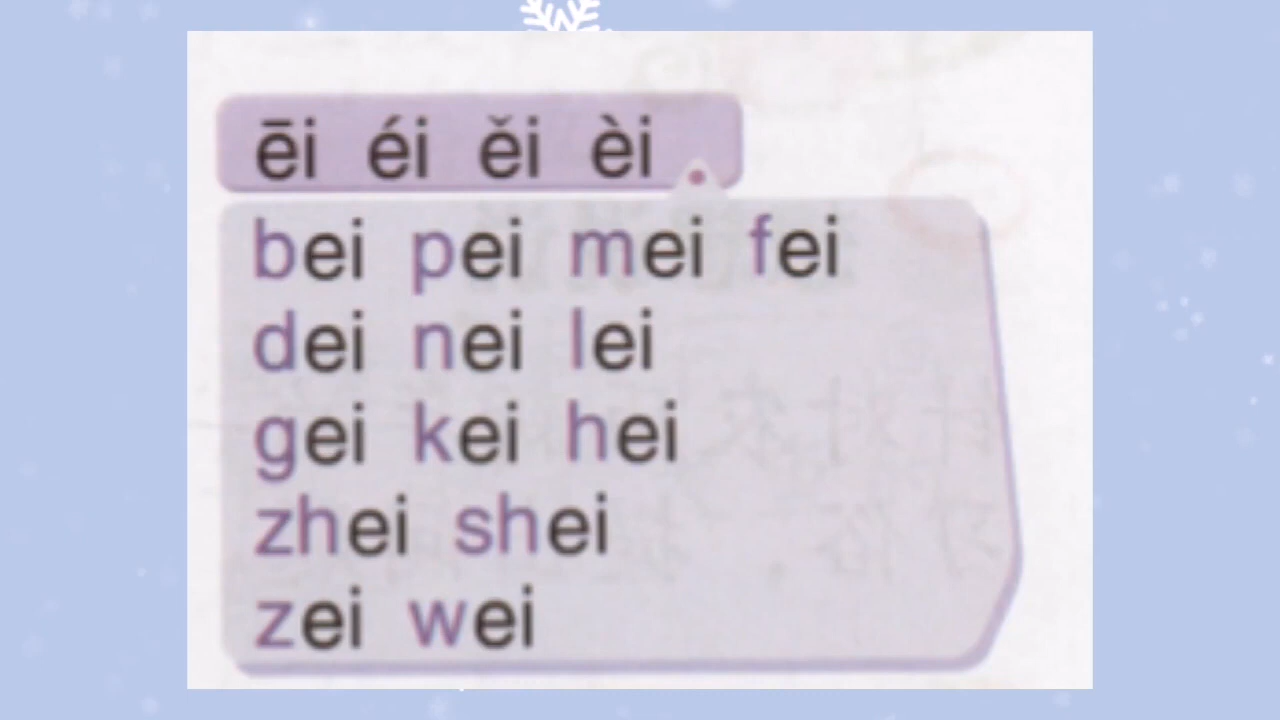 ēi éi ěi èi
bei pei mei fei
dei nei lei
gei kei hei
zhei shei
zei wei